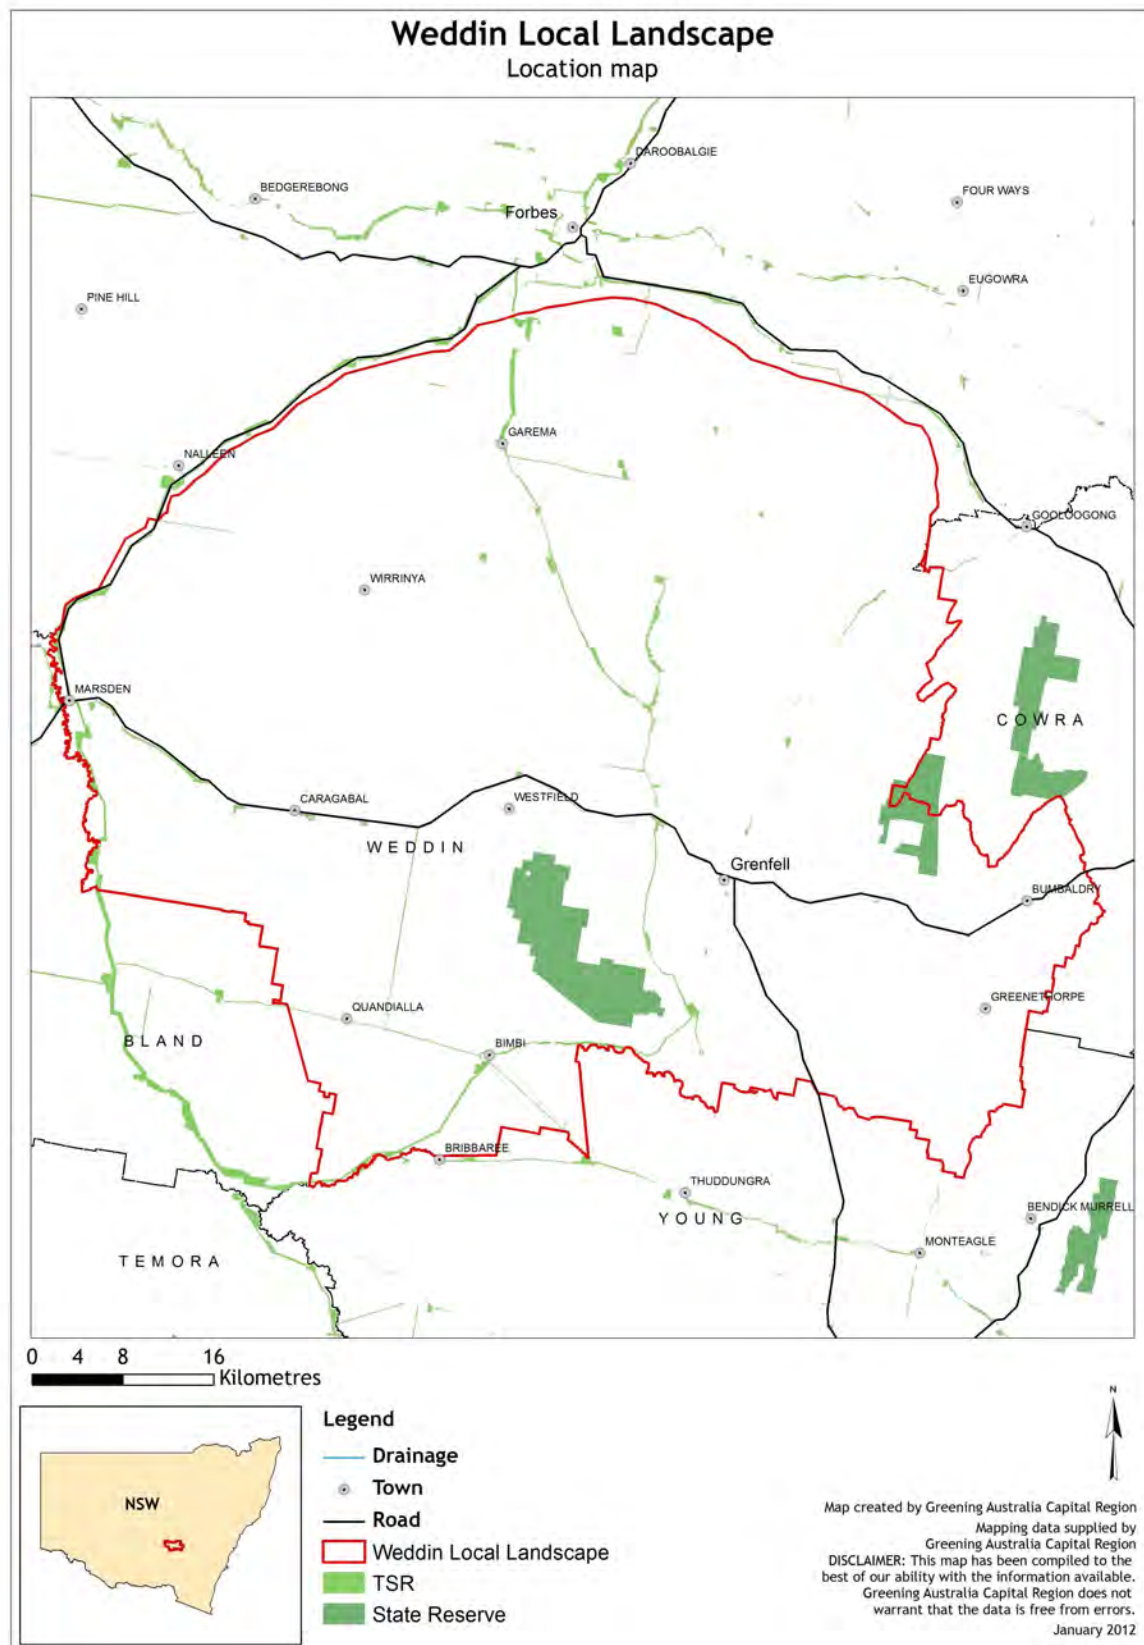 Weddin Local Landscape
Location map
DAROOBALGIE
BEDGEREBONG
FOUR WAYS
Forbes
EUGOWRA
PINE HILL
GAREMA
NALLEEN
GOOLOOGONG
WIRRINYA
MARSDEN
COWRA
CARAGABAL
WESTFIELD
WEDDIN
Grenfell
BUMBALDRY
GREENETHORPE
QUANDIALLA
BLAND
BIMBI
BRIBBAREE
THUDDUNGRA
YOUNG
BENDICK MURRELL
MONTEAGLE
TEMORA
0 4 8 16
Kilometres
N
Legend
Drainage
Town
Road
Weddin Local Landscape
TSR
State Reserve
NSW
Map created by Greening Australia Capital Region
Mapping data supplied by
Greening Australia Capital Region
DISCLAIMER: This map has been compiled to the
best of our ability with the information available.
Greening Australia Capital Region does not
warrant that the data is free from errors.
January 2012